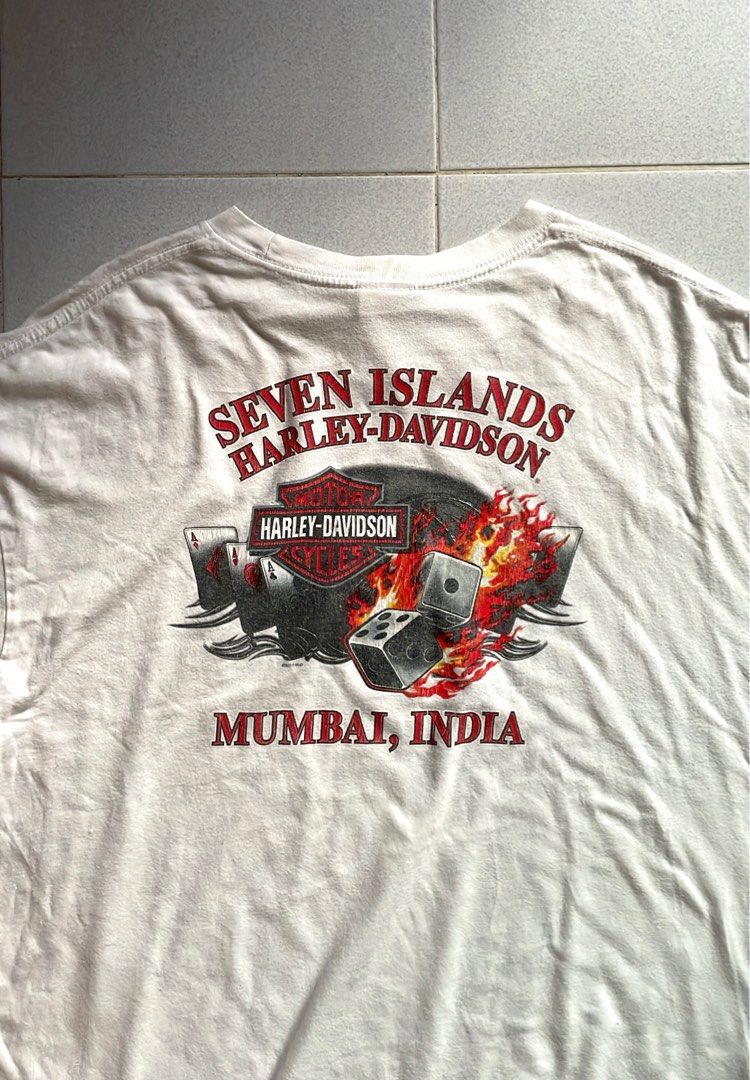 SEVEN ISLANDS
HARLEY-DAVIDSON
MOTOR
HARLEY-DAVIDSON
CYCLES
A
A
A
MUMBAI, INDIA